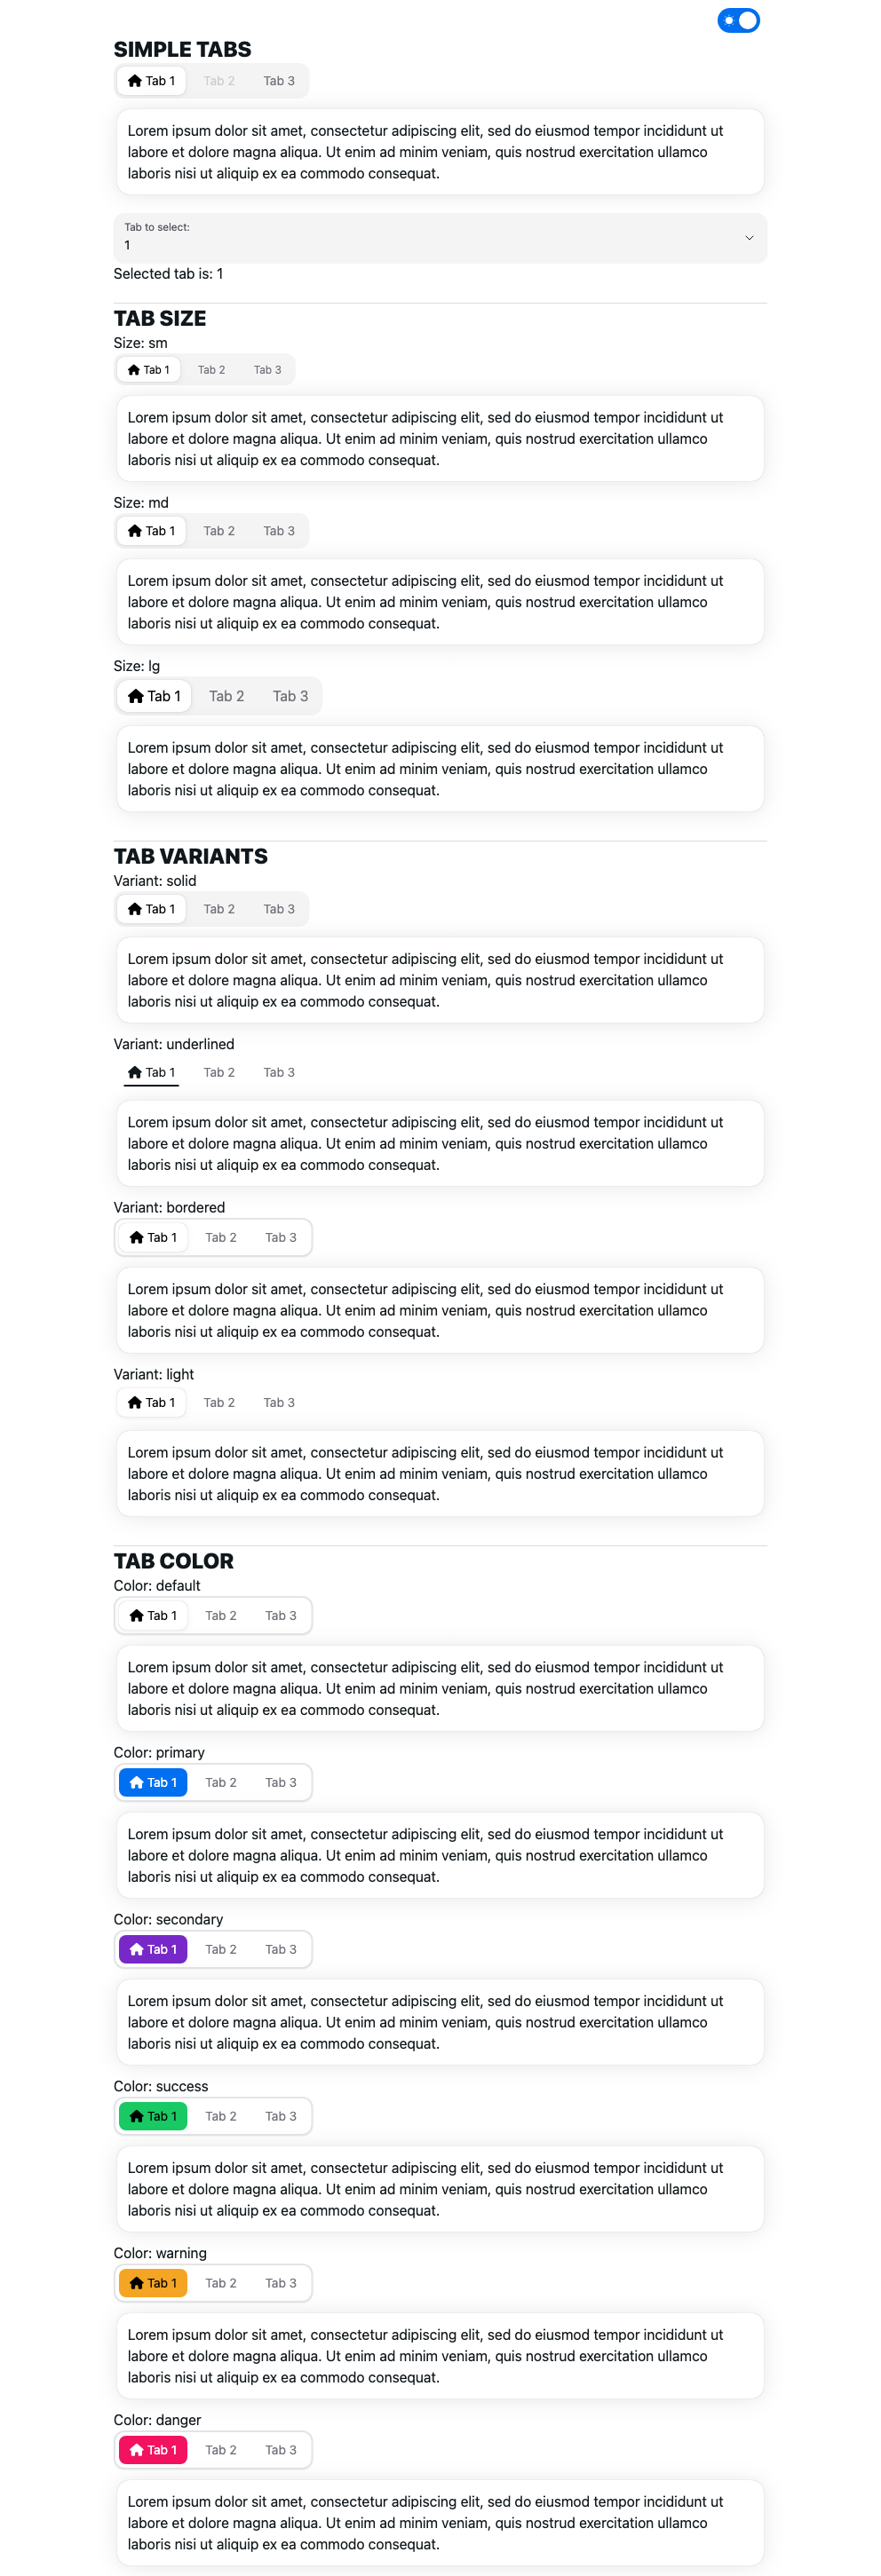 SIMPLE TABS
Tab 1 Tab 2 Tab 3
Lorem ipsum dolor sit amet, consectetur adipiscing elit, sed do eiusmod tempor incididunt ut
labore et dolore magna aliqua. Ut enim ad minim veniam, quis nostrud exercitation ullamco
laboris nisi ut aliquip ex ea commodo consequat.
Tab to select:
1
Selected tab is: 1
TAB SIZE
Size: sm
Tab 1 Tab 2 Tab 3
Lorem ipsum dolor sit amet, consectetur adipiscing elit, sed do eiusmod tempor incididunt ut
labore et dolore magna aliqua. Ut enim ad minim veniam, quis nostrud exercitation ullamco
laboris nisi ut aliquip ex ea commodo consequat.
Size: md
Tab 1 Tab 2 Tab 3
Lorem ipsum dolor sit amet, consectetur adipiscing elit, sed do eiusmod tempor incididunt ut
labore et dolore magna aliqua. Ut enim ad minim veniam, quis nostrud exercitation ullamco
laboris nisi ut aliquip ex ea commodo consequat.
Size: lg
Tab 1 Tab 2 Tab 3
Lorem ipsum dolor sit amet, consectetur adipiscing elit, sed do eiusmod tempor incididunt ut
labore et dolore magna aliqua. Ut enim ad minim veniam, quis nostrud exercitation ullamco
laboris nisi ut aliquip ex ea commodo consequat.
TAB VARIANTS
Variant: solid
Tab 1 Tab 2 Tab 3
Lorem ipsum dolor sit amet, consectetur adipiscing elit, sed do eiusmod tempor incididunt ut
labore et dolore magna aliqua. Ut enim ad minim veniam, quis nostrud exercitation ullamco
laboris nisi ut aliquip ex ea commodo consequat.
Variant: underlined
Tab 1 Tab 2 Tab 3
Lorem ipsum dolor sit amet, consectetur adipiscing elit, sed do eiusmod tempor incididunt ut
labore et dolore magna aliqua. Ut enim ad minim veniam, quis nostrud exercitation ullamco
laboris nisi ut aliquip ex ea commodo consequat.
Variant: bordered
Tab 1 Tab 2 Tab 3
Lorem ipsum dolor sit amet, consectetur adipiscing elit, sed do eiusmod tempor incididunt ut
labore et dolore magna aliqua. Ut enim ad minim veniam, quis nostrud exercitation ullamco
laboris nisi ut aliquip ex ea commodo consequat.
Variant: light
Tab 1 Tab 2 Tab 3
Lorem ipsum dolor sit amet, consectetur adipiscing elit, sed do eiusmod tempor incididunt ut
labore et dolore magna aliqua. Ut enim ad minim veniam, quis nostrud exercitation ullamco
laboris nisi ut aliquip ex ea commodo consequat.
TAB COLOR
Color: default
Tab 1 Tab 2 Tab 3
Lorem ipsum dolor sit amet, consectetur adipiscing elit, sed do eiusmod tempor incididunt ut
labore et dolore magna aliqua. Ut enim ad minim veniam, quis nostrud exercitation ullamco
laboris nisi ut aliquip ex ea commodo consequat.
Color: primary
Tab 1 Tab 2 Tab 3
Lorem ipsum dolor sit amet, consectetur adipiscing elit, sed do eiusmod tempor incididunt ut
labore et dolore magna aliqua. Ut enim ad minim veniam, quis nostrud exercitation ullamco
laboris nisi ut aliquip ex ea commodo consequat.
Color: secondary
Tab 1 Tab 2 Tab 3
Lorem ipsum dolor sit amet, consectetur adipiscing elit, sed do eiusmod tempor incididunt ut
labore et dolore magna aliqua. Ut enim ad minim veniam, quis nostrud exercitation ullamco
laboris nisi ut aliquip ex ea commodo consequat.
Color: success
Tab 1 Tab 2 Tab 3
Lorem ipsum dolor sit amet, consectetur adipiscing elit, sed do eiusmod tempor incididunt ut
labore et dolore magna aliqua. Ut enim ad minim veniam, quis nostrud exercitation ullamco
laboris nisi ut aliquip ex ea commodo consequat.
Color: warning
Tab 1 Tab 2 Tab 3
Lorem ipsum dolor sit amet, consectetur adipiscing elit, sed do eiusmod tempor incididunt ut
labore et dolore magna aliqua. Ut enim ad minim veniam, quis nostrud exercitation ullamco
laboris nisi ut aliquip ex ea commodo consequat.
Color: danger
Tab 1 Tab 2 Tab 3
Lorem ipsum dolor sit amet, consectetur adipiscing elit, sed do eiusmod tempor incididunt ut
labore et dolore magna aliqua. Ut enim ad minim veniam, quis nostrud exercitation ullamco
laboris nisi ut aliquip ex ea commodo consequat.